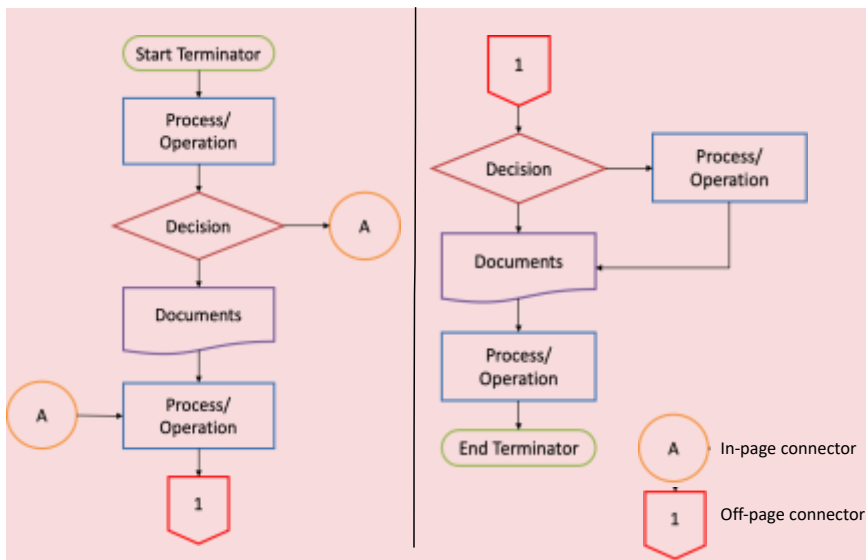 Start Terminator
Process/
Operation
Decision
A
Documents
A
Process/
Operation
1
1
Decision
Process/
Operation
Documents
Process/
Operation
End Terminator
A
In-page connector
1
Off-page connector